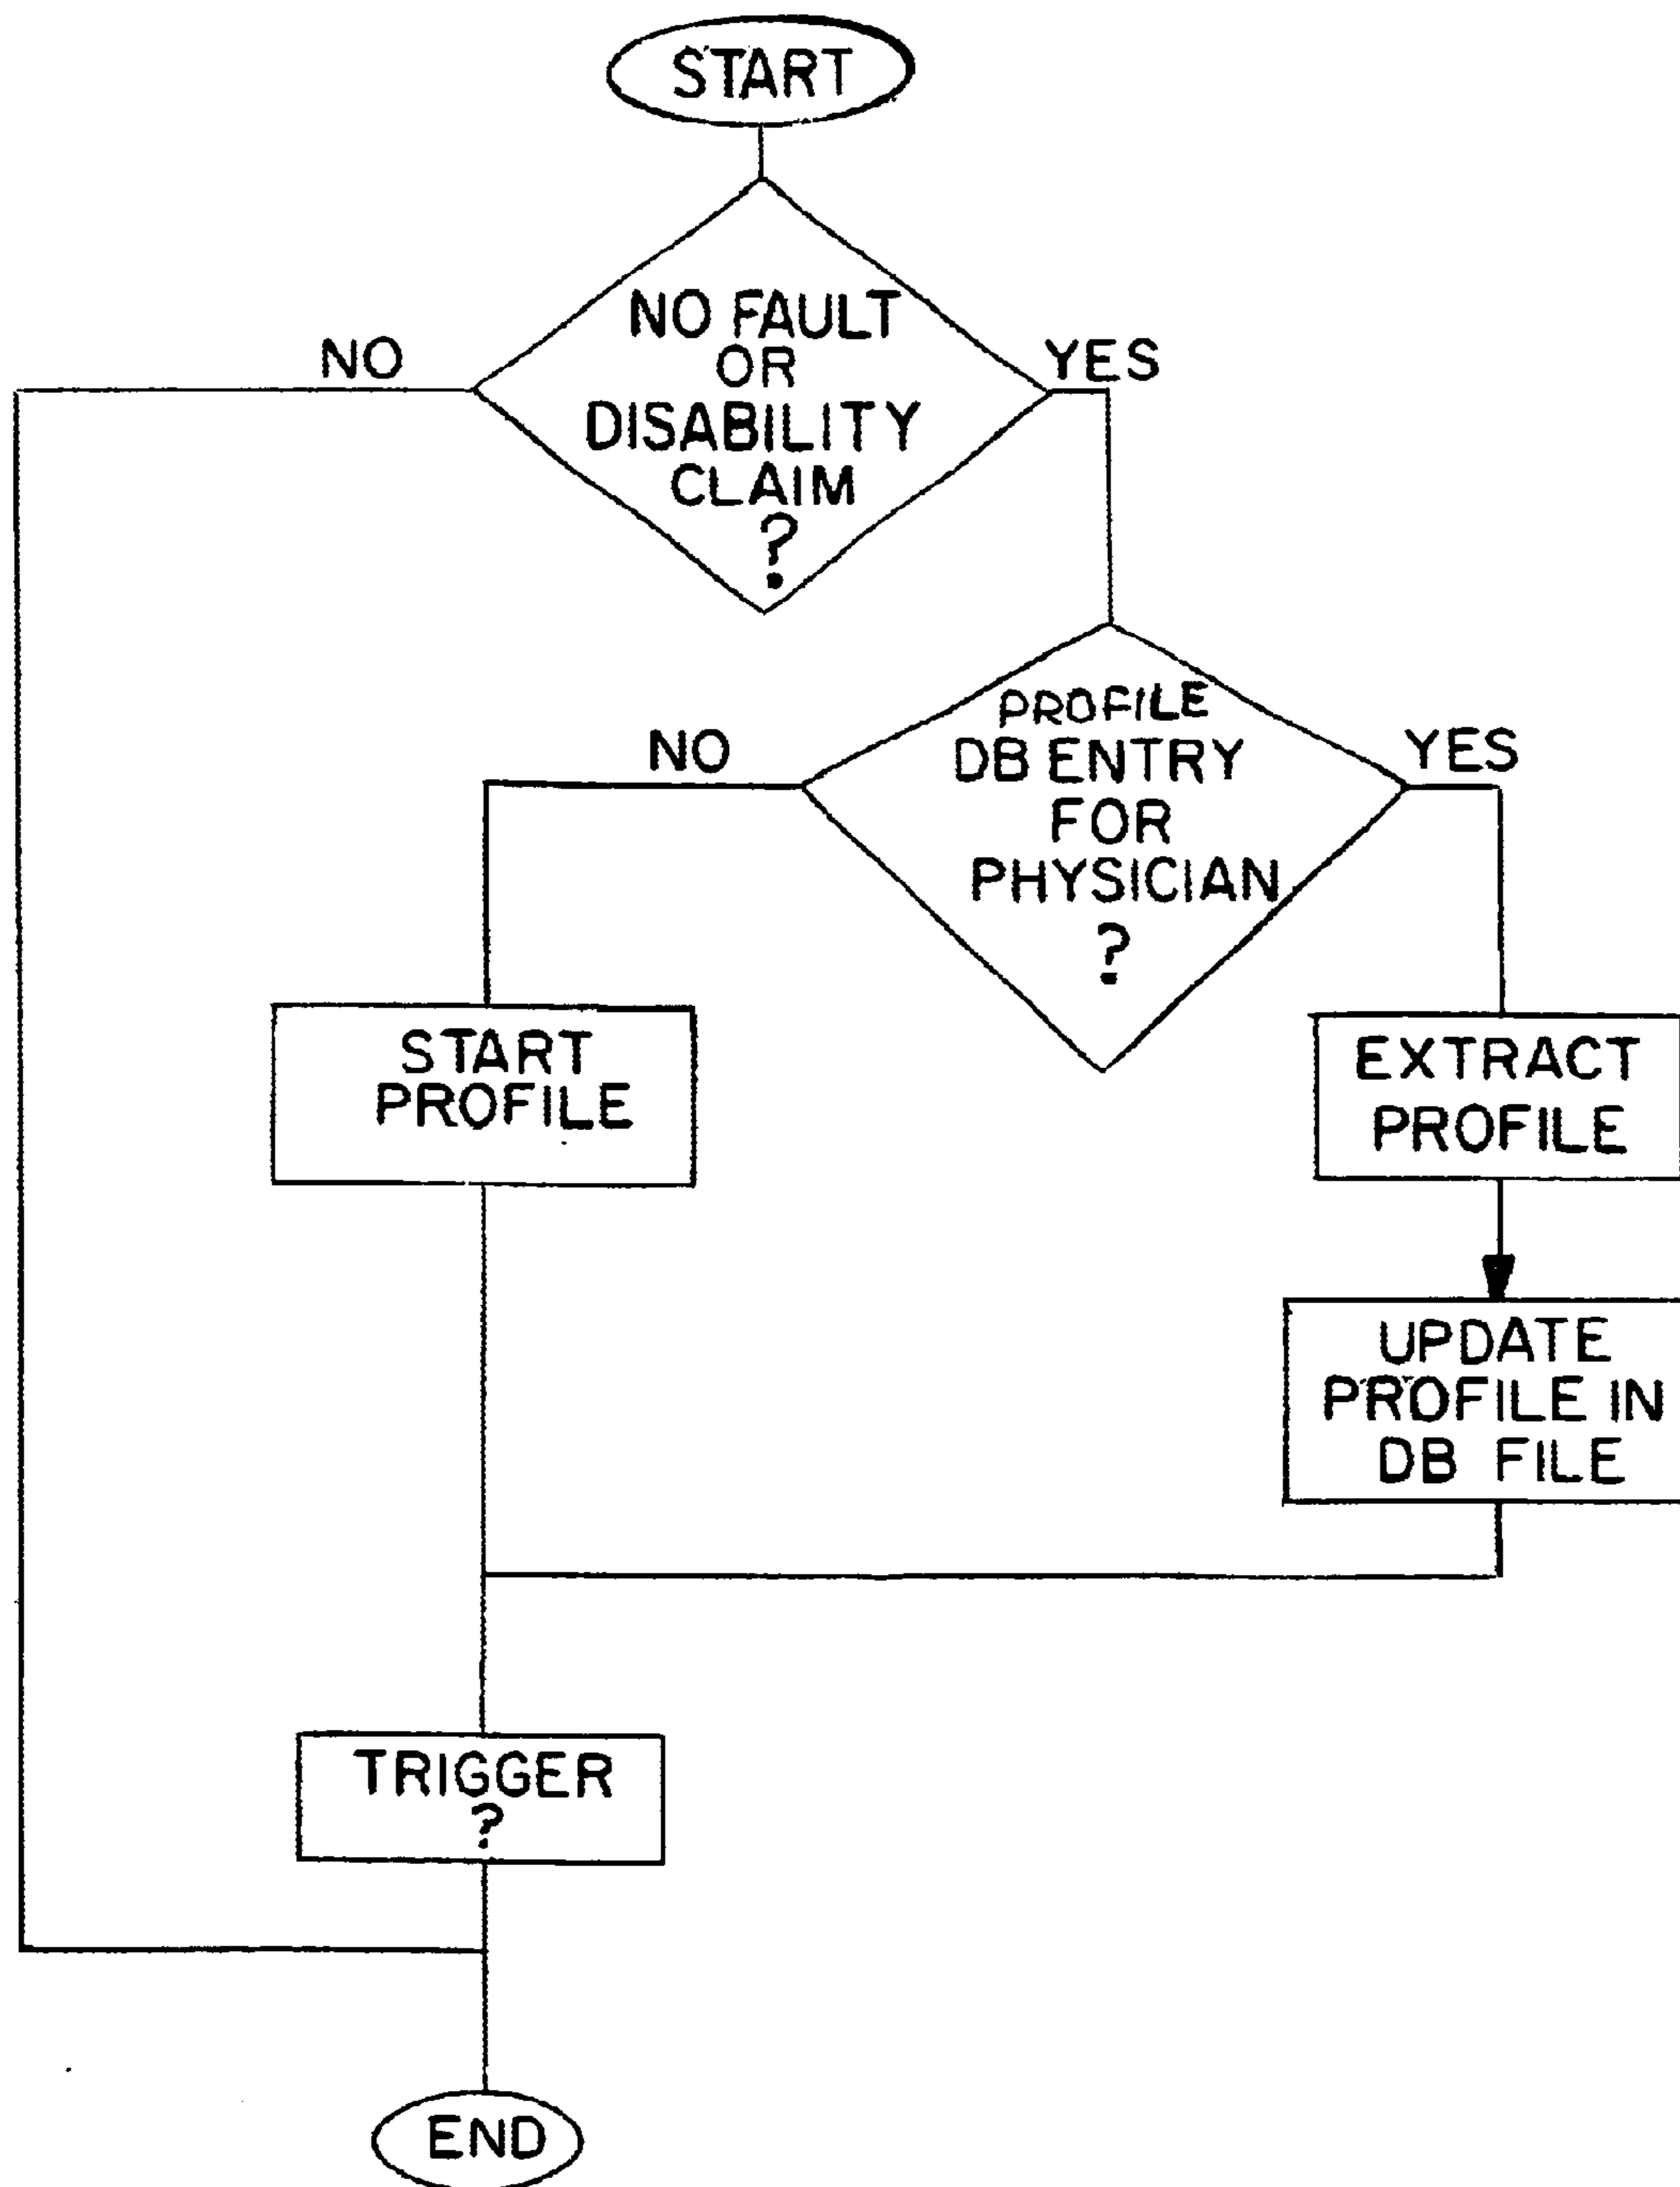 START
NO FAULT
OR
DISABILITY
CLAIM
?
NO
YES
PROFILE
DB ENTRY
FOR
PHYSICIAN
?
NO
YES
START
PROFILE
EXTRACT
PROFILE
UPDATE
PROFILE IN
DB FILE
TRIGGER
?
END